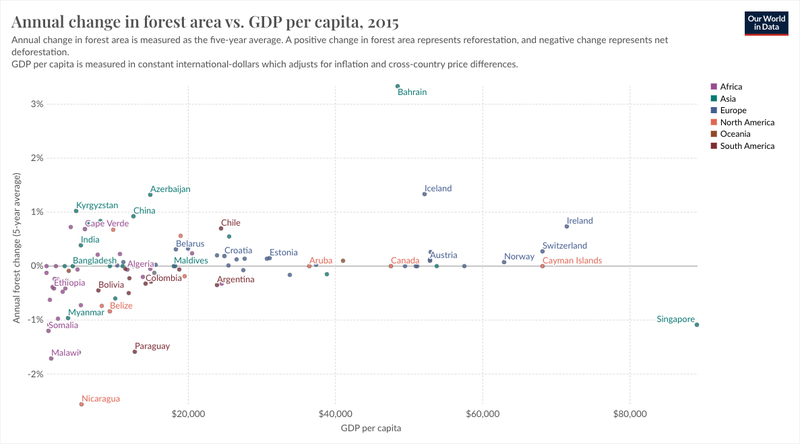 Annual change in forest area vs. GDP per capita, 2015
Our World
in Data
Annual change in forest area is measured as the five-year average. A positive change in forest area represents reforestation, and negative change represents net
deforestation.
GDP per capita is measured in constant international-dollars which adjusts for inflation and cross-country price differences.
Africa
Asia
Europe
North America
Oceania
South America
Annual forest change (5-year average)
3%
2%
1%
0%
-1%
-2%
Bahrain
Azerbaijan
Iceland
Kyrgyzstan
China
Cape Verde
Chile
Ireland
India
Belarus
Croatia
Estonia
Switzerland
Bangladesh
Algeria
Maldives
Aruba
Canada
Austria
Norway
Cayman Islands
Ethiopia
Bolivia
Colombia
Argentina
Myanmar
Belize
Somalia
Singapore
Malawi
Paraguay
Nicaragua
$20,000
$40,000
$60,000
$80,000
GDP per capita